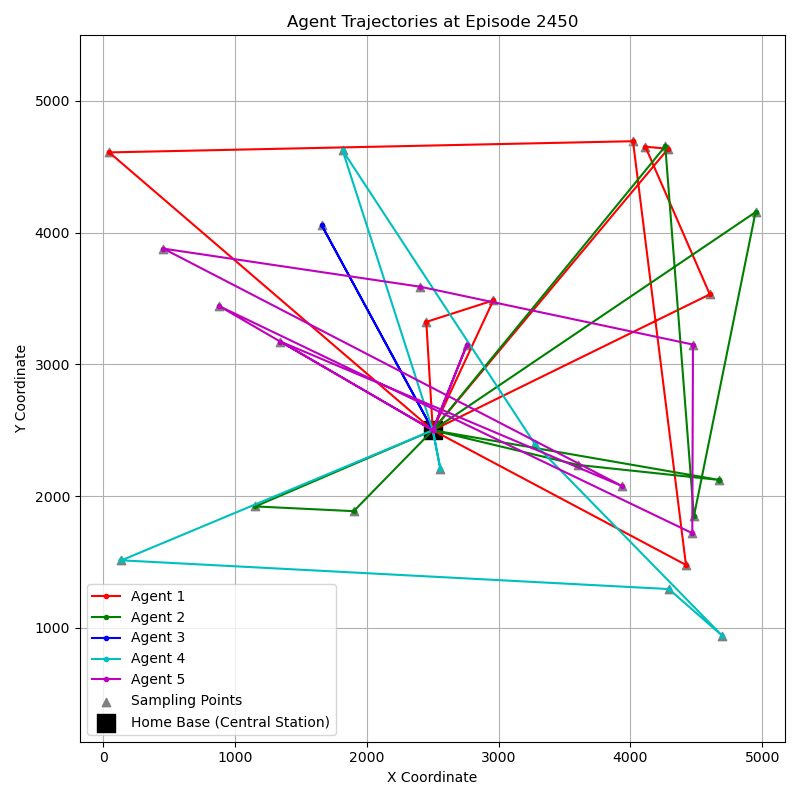 Agent Trajectories at Episode 2450
Y Coordinate
5000
4000
3000
2000
1000
Agent 1
Agent 2
Agent 3
Agent 4
Agent 5
Sampling Points
Home Base (Central Station)
0 1000 2000 3000 4000 5000
X Coordinate